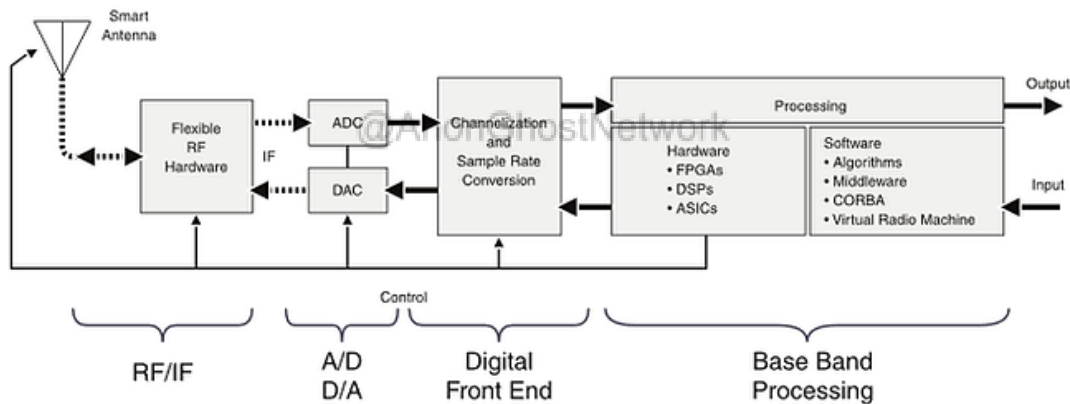 Smart
Antenna
Flexible
RF
Hardware
IF
ADC
DAC
Channelization
and
Sample Rate
Conversion
Processing
Hardware
• FPGAs
• DSPs
• ASICs
Software
• Algorithms
• Middleware
• CORBA
• Virtual Radio Machine
Output
Input
@AnonGhostNetwork
Control
RF/IF
A/D
D/A
Digital
Front End
Base Band
Processing